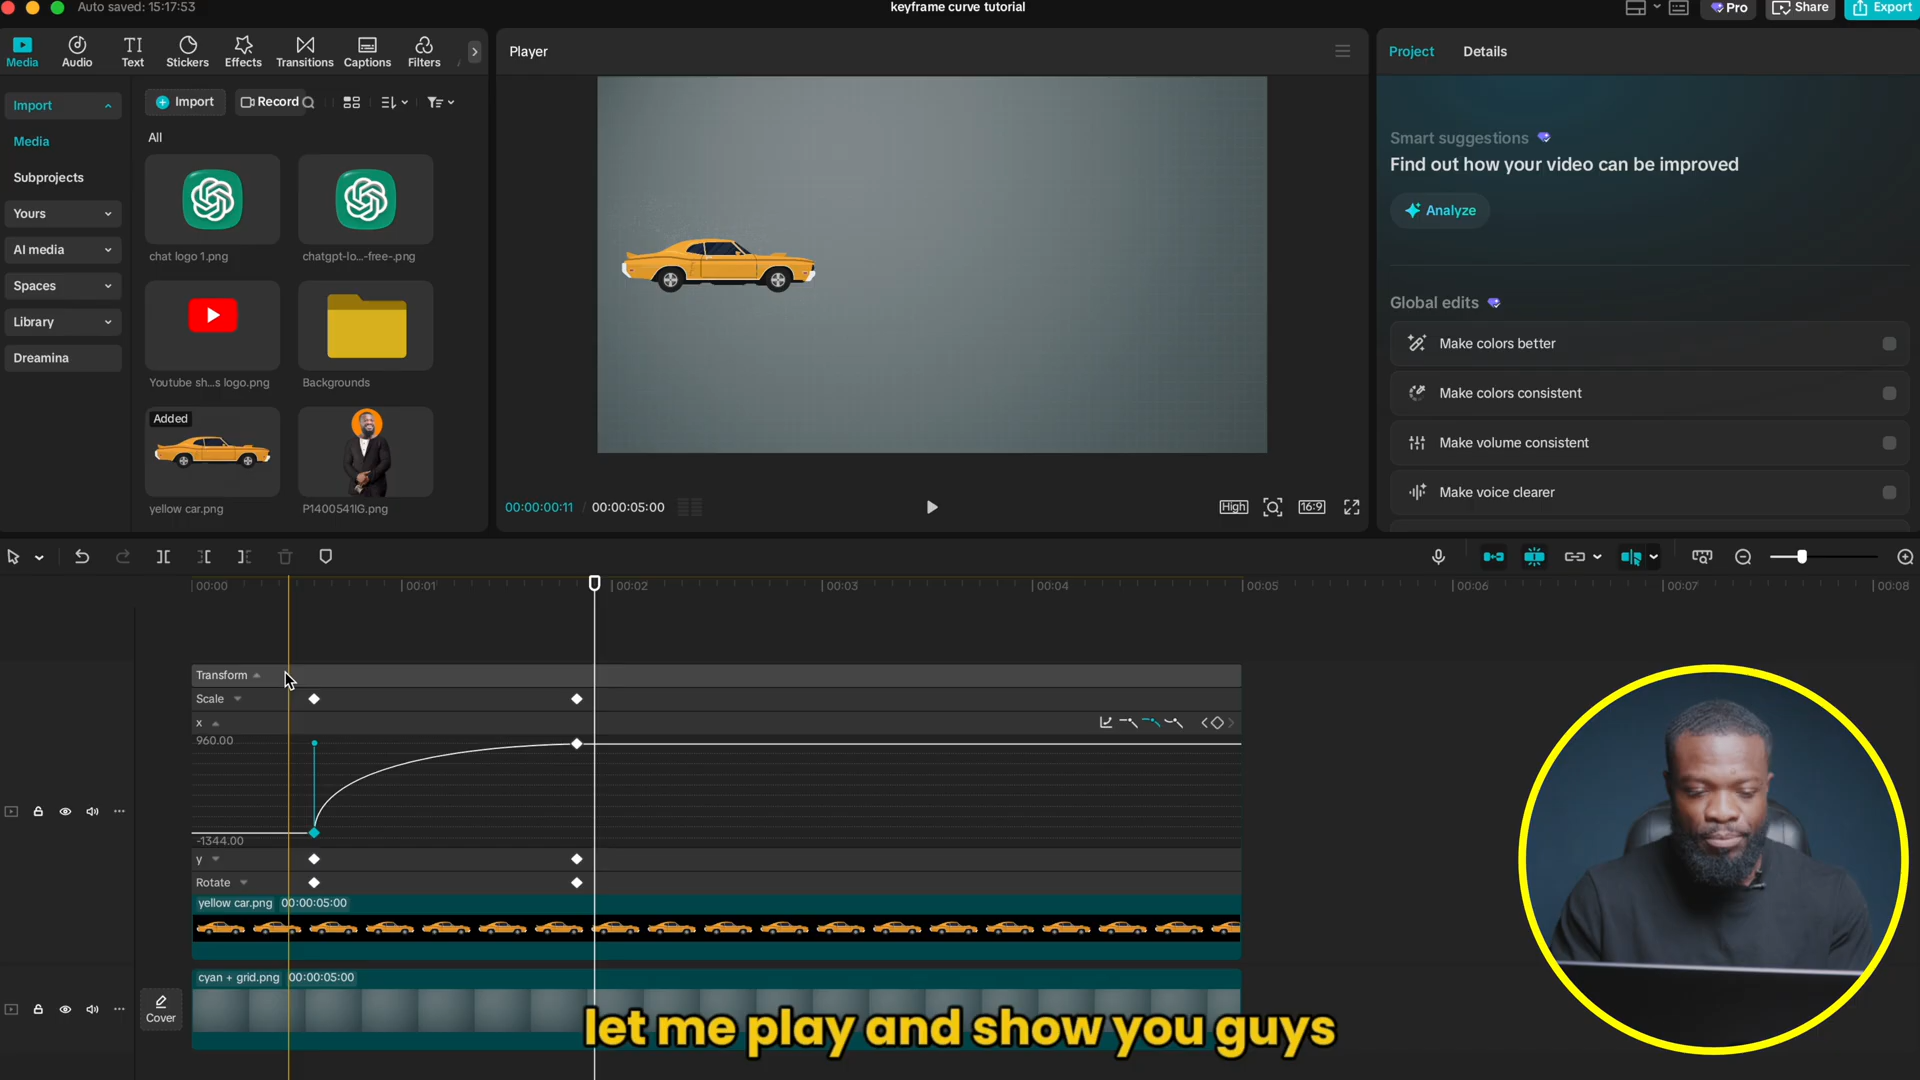 Auto saved: 15:17:53
keyframe curve tutorial
Pro
Share
Export
Media
Audio
Text
Stickers
Effects
Transitions
Captions
Filters
Import
Media
Subprojects
Yours
AI media
Spaces
Library
Dreamina
Import
Record
All
chat logo 1.png
chatgpt-lo...-free-.png
Youtube sh...s logo.png
Backgrounds
Added
yellow car.png
P1400541IG.png
Player
00:00:00:11 / 00:00:05:00
High
16:9
Project
Details
Smart suggestions
Find out how your video can be improved
Analyze
Global edits
Make colors better
Make colors consistent
Make volume consistent
Make voice clearer
00:00
00:01
00:02
00:03
00:04
00:05
00:06
00:07
00:08
Transform
Scale
x
960.00
-1344.00
y
Rotate
yellow car.png 00:00:05:00
cyan + grid.png 00:00:05:00
Cover
let me play and show you guys